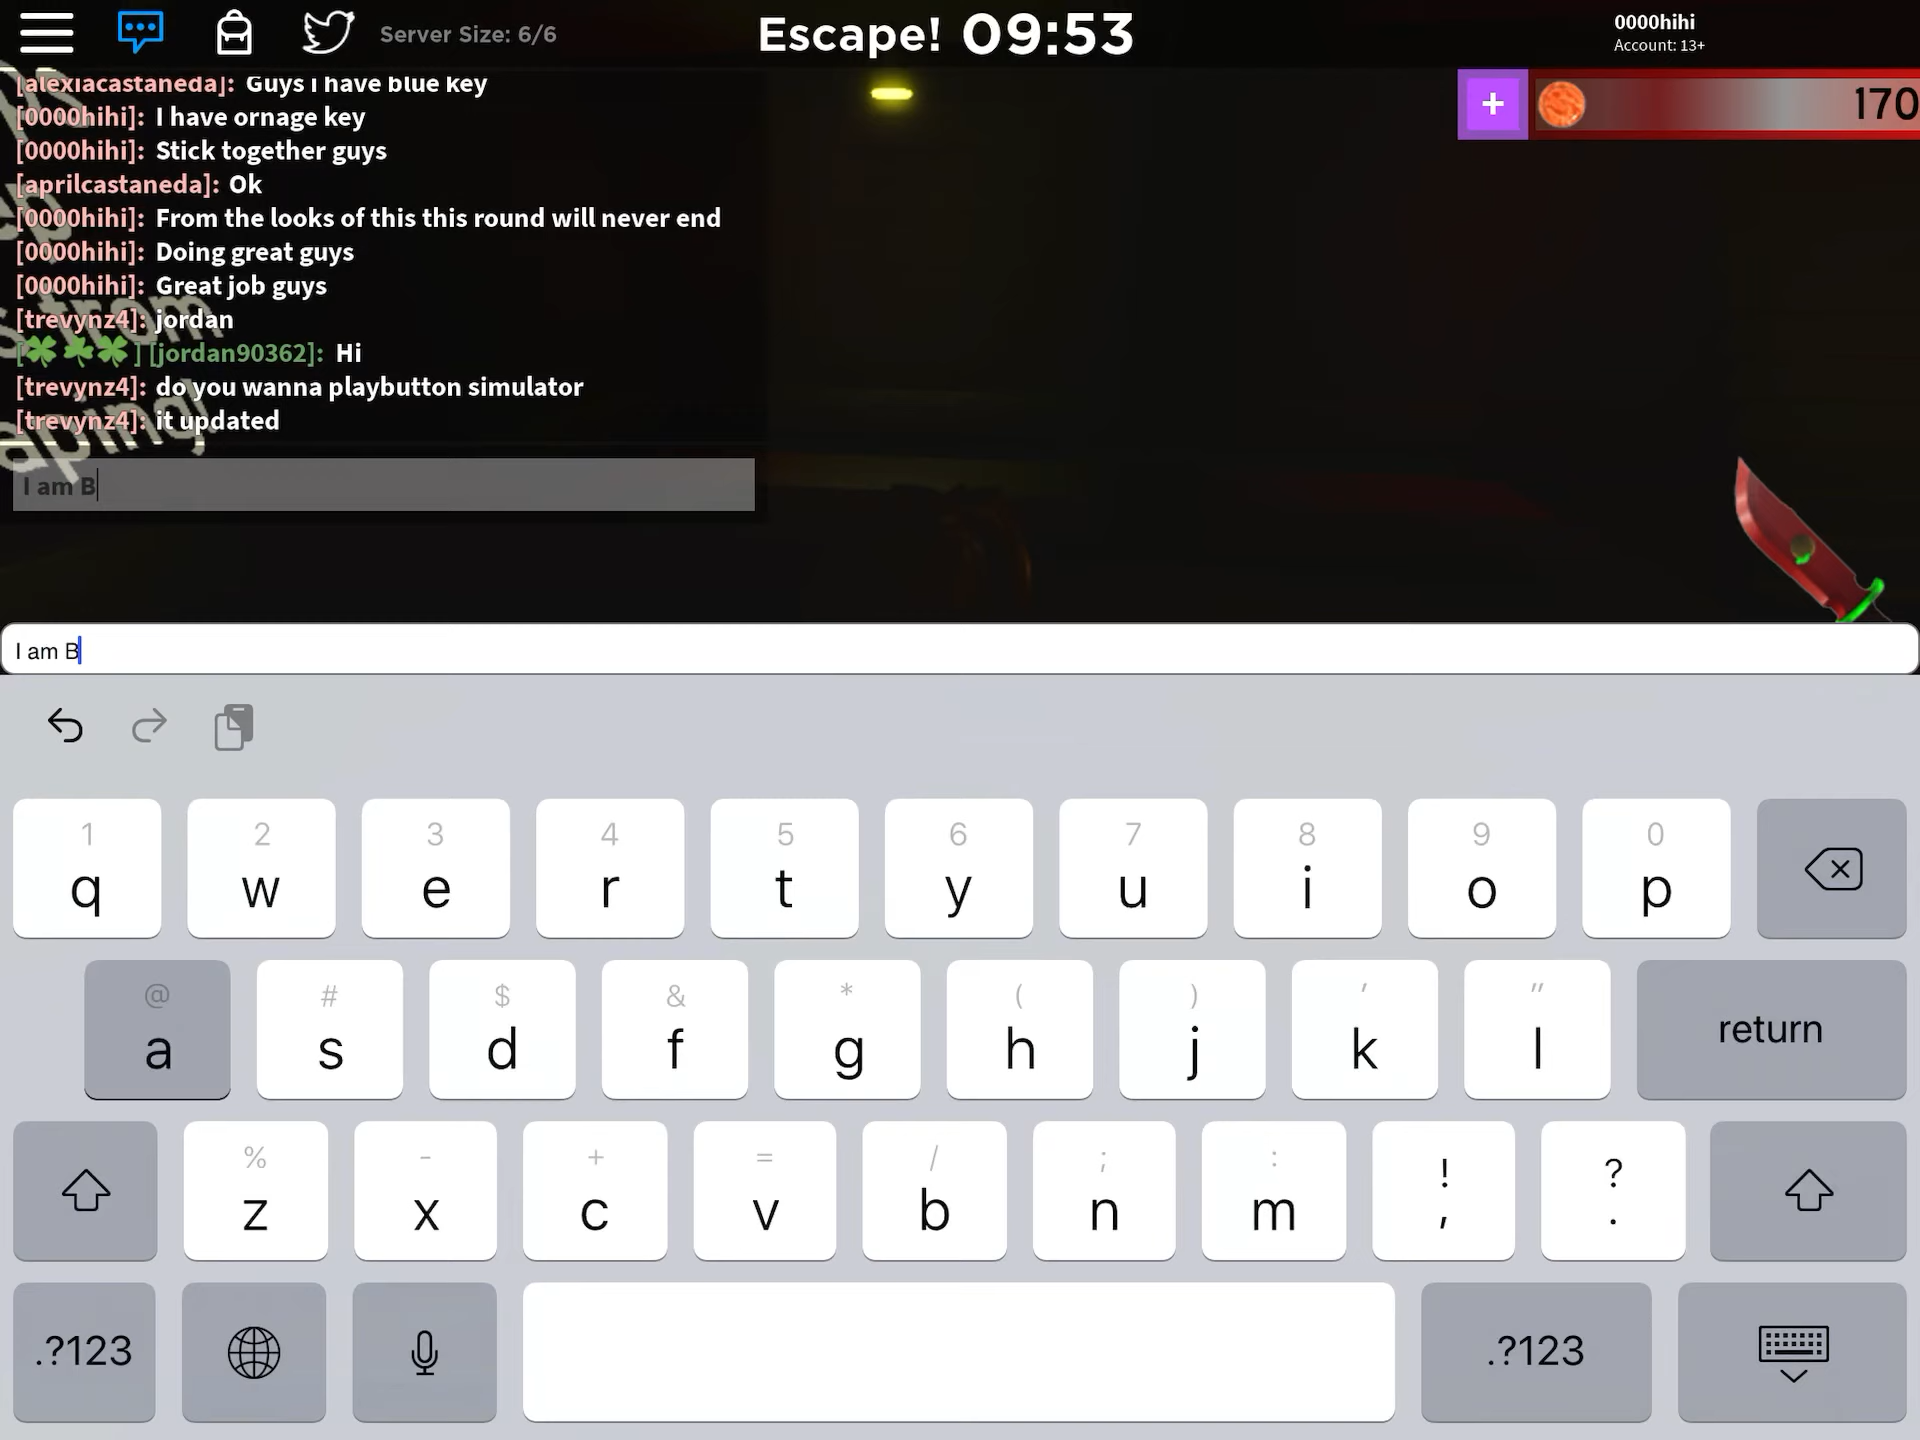 Server Size: 6/6
Escape! 09:53
0000hihi
Account: 13+
170
[alexiacastaneda]: Guys I have blue key
[0000hihi]: I have ornage key
[0000hihi]: Stick together guys
[aprilcastaneda]: Ok
[0000hihi]: From the looks of this this round will never end
[0000hihi]: Doing great guys
[0000hihi]: Great job guys
[trevynz4]: jordan
[☘☘☘] [jordan90362]: Hi
[trevynz4]: do you wanna playbutton simulator
[trevynz4]: it updated
I am B
I am B
1 2 3 4 5 6 7 8 9 0
q w e r t y u i o p
@ # $ & * ( ) ' "
a s d f g h j k l return
% - + = / ; : ! ?
z x c v b n m , .
.?123 .?123